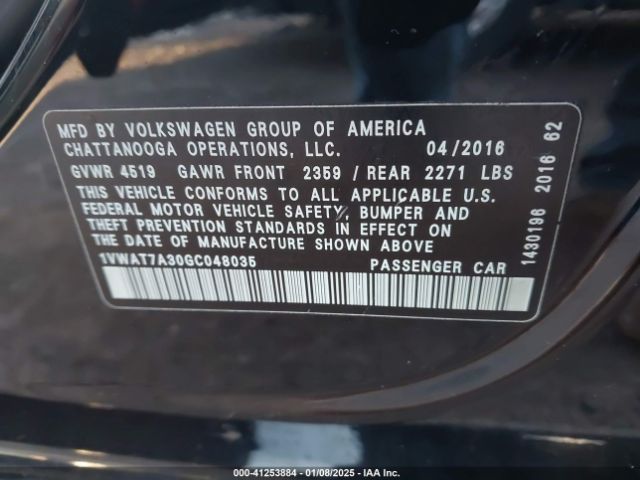 MFD BY VOLKSWAGEN GROUP OF AMERICA
CHATTANOOGA OPERATIONS, LLC. 04/2016
GVWR 4519 GAWR FRONT 2359 / REAR 2271 LBS
THIS VEHICLE CONFORMS TO ALL APPLICABLE U.S.
FEDERAL MOTOR VEHICLE SAFETY, BUMPER AND
THEFT PREVENTION STANDARDS IN EFFECT ON
THE DATE OF MANUFACTURE SHOWN ABOVE
1VWAT7A30GC048035 PASSENGER CAR
1430196 2016 62
000-41253884 - 01/08/2025 - IAA Inc.